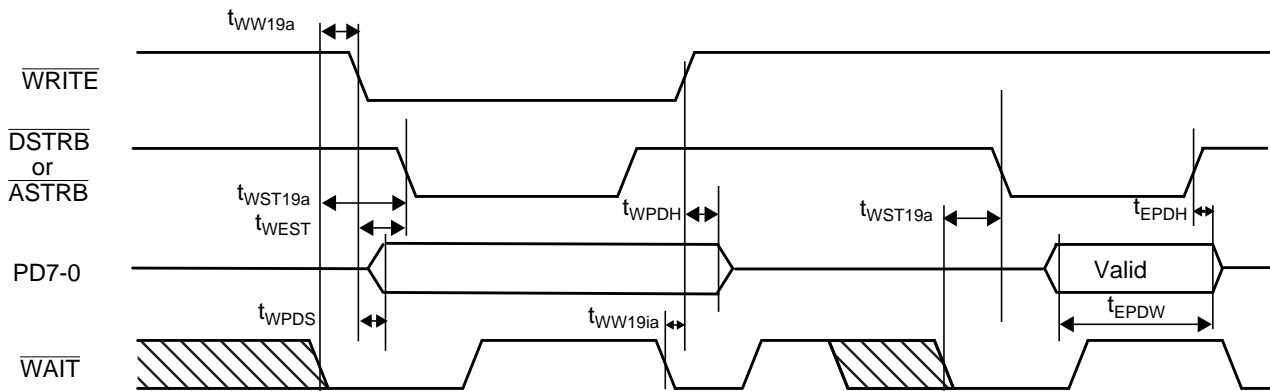 tWW19a
WRITE
DSTRB
or
ASTRB
tWST19a
tWEST
tWPDH
tWST19a
tEPDH
PD7-0
Valid
tWPDS
tWW19ia
tEPDW
WAIT